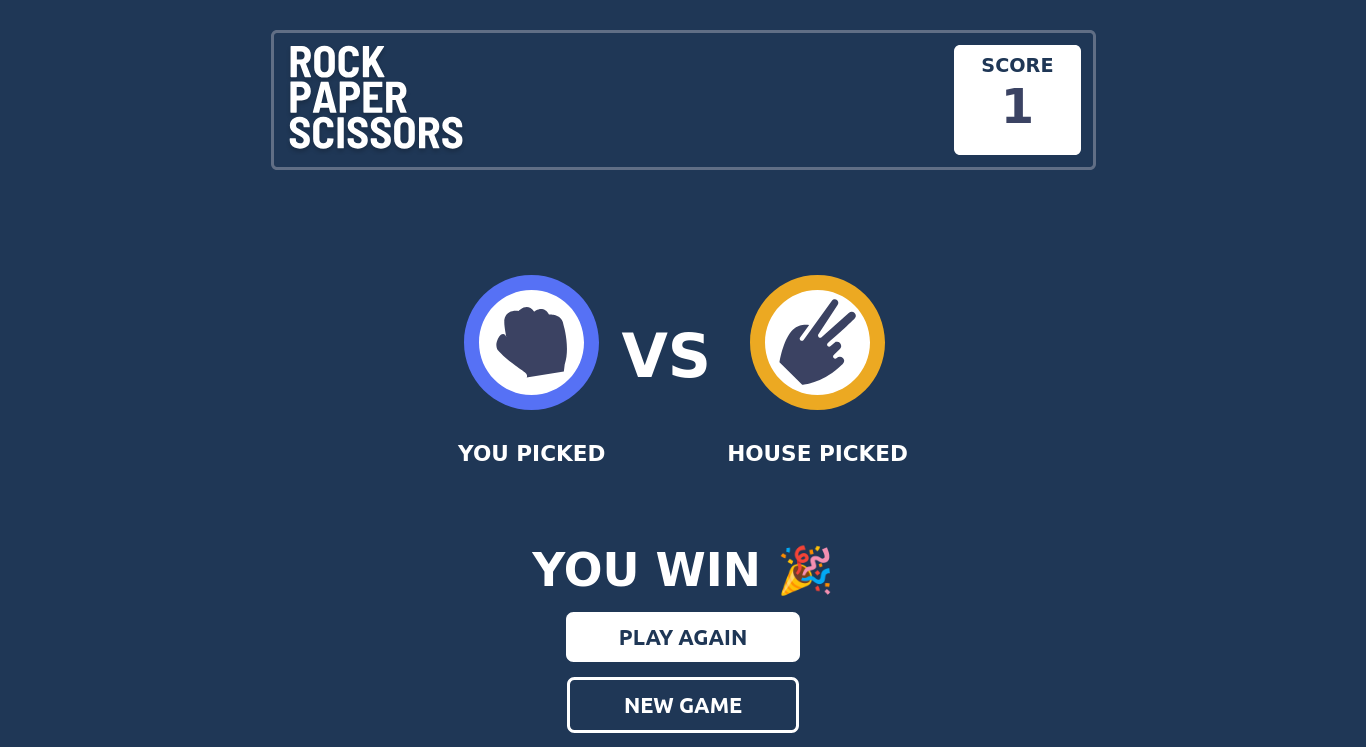 ROCK
PAPER
SCISSORS
SCORE
1
VS
YOU PICKED
HOUSE PICKED
YOU WIN 🎉
PLAY AGAIN
NEW GAME